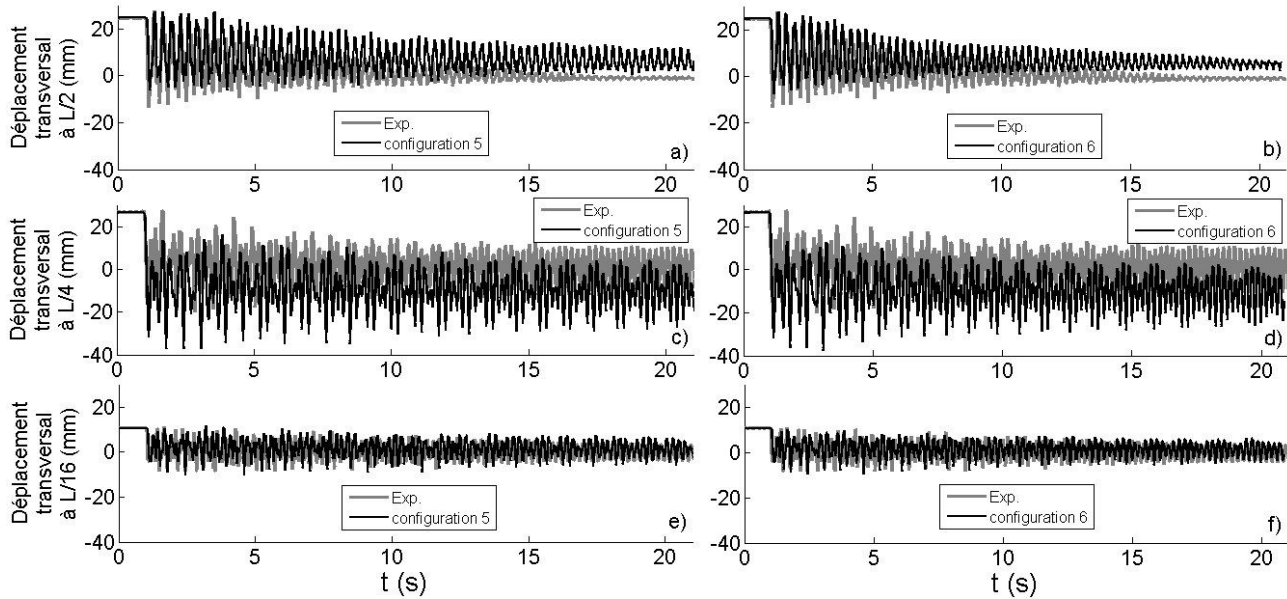 Déplacement
transversal
à L/2 (mm)
20
0
-20
-40
Exp.
configuration 5
a)
0
5
10
15
20
20
0
-20
-40
Exp.
configuration 6
b)
0
5
10
15
20
Déplacement
transversal
à L/4 (mm)
20
0
-20
-40
Exp.
configuration 5
c)
0
5
10
15
20
20
0
-20
-40
Exp.
configuration 6
d)
0
5
10
15
20
Déplacement
transversal
à L/16 (mm)
20
0
-20
-40
Exp.
configuration 5
e)
0
5
10
15
20
t (s)
20
0
-20
-40
Exp.
configuration 6
f)
0
5
10
15
20
t (s)